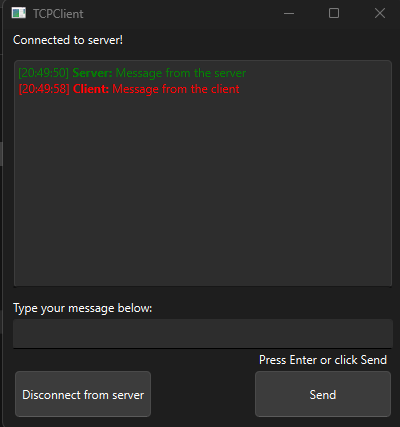 TCPClient
Connected to server!
[20:49:50] Server: Message from the server
[20:49:58] Client: Message from the client
Type your message below:
Press Enter or click Send
Disconnect from server
Send